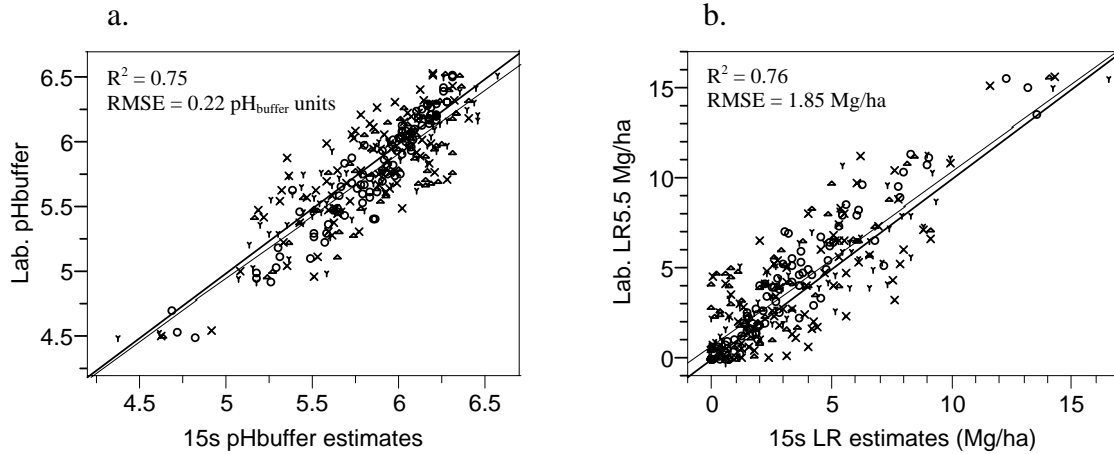 a.
R² = 0.75
RMSE = 0.22 pHbuffer units
Lab. pHbuffer
6.5
6.0
5.5
5.0
4.5
4.5
5
5.5
6
6.5
15s pHbuffer estimates
b.
R² = 0.76
RMSE = 1.85 Mg/ha
Lab. LR5.5 Mg/ha
15
10
5
0
0
5
10
15
15s LR estimates (Mg/ha)